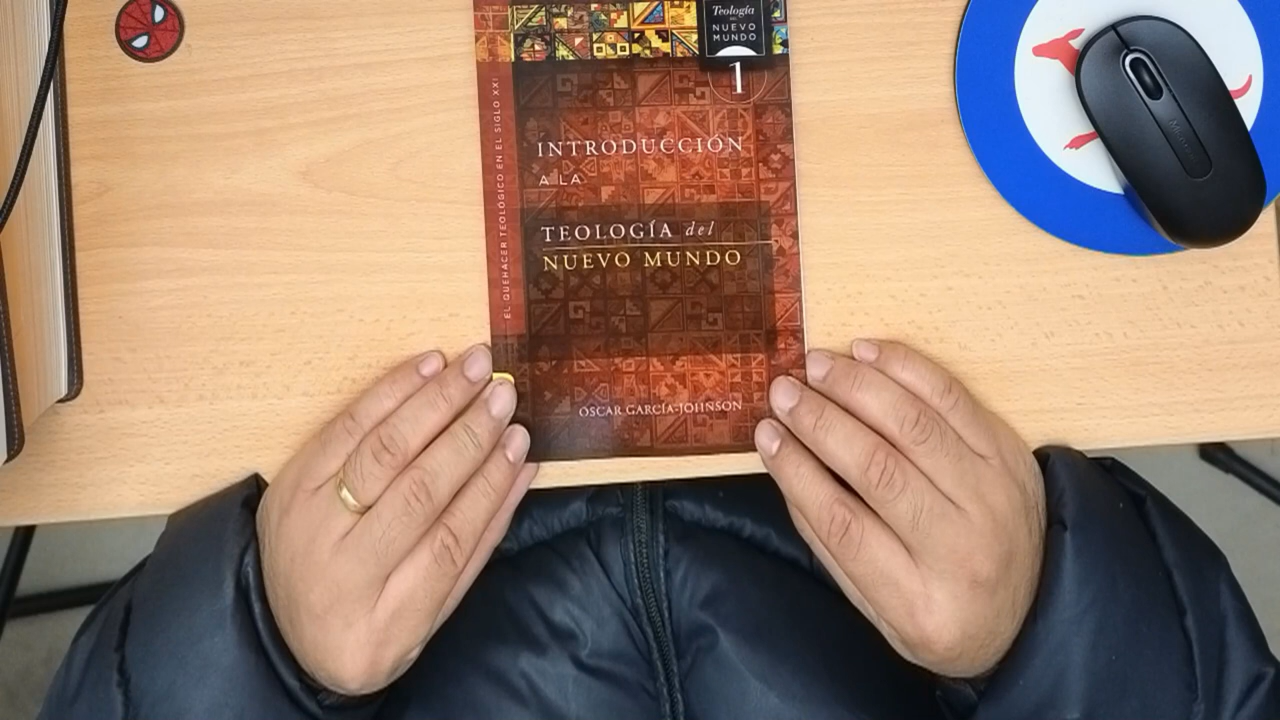 Teología
DEL
NUEVO
MUNDO
1
EL QUEHACER TEOLÓGICO EN EL SIGLO XXI
INTRODUCCIÓN
A LA
TEOLOGÍA del
NUEVO MUNDO
OSCAR GARCÍA-JOHNSON
Microsoft